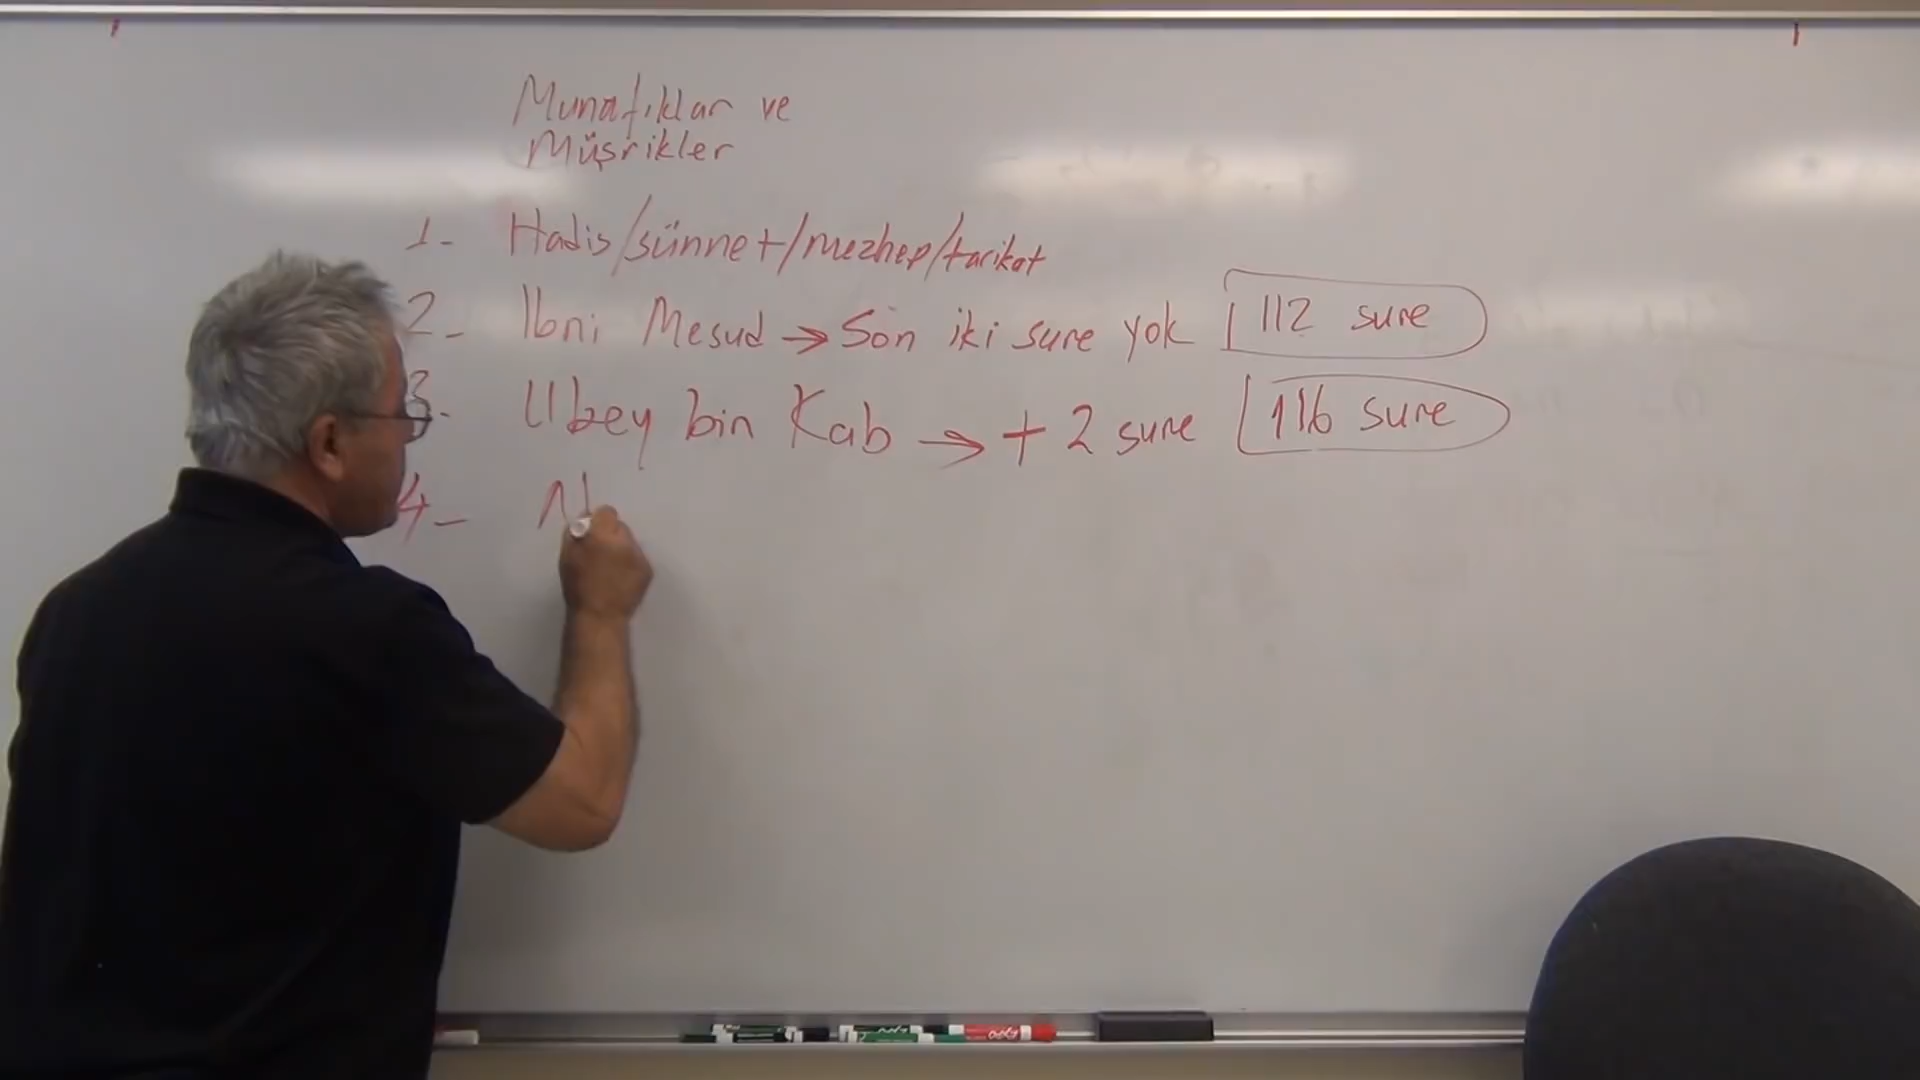 Munafıklar ve
Müşrikler
1- Hadis/sünnet/mezhep/tarikat
2- Ibni Mesud → Son iki sure yok 112 sure
3- Ubey bin Kab → + 2 sure 116 sure
4- N